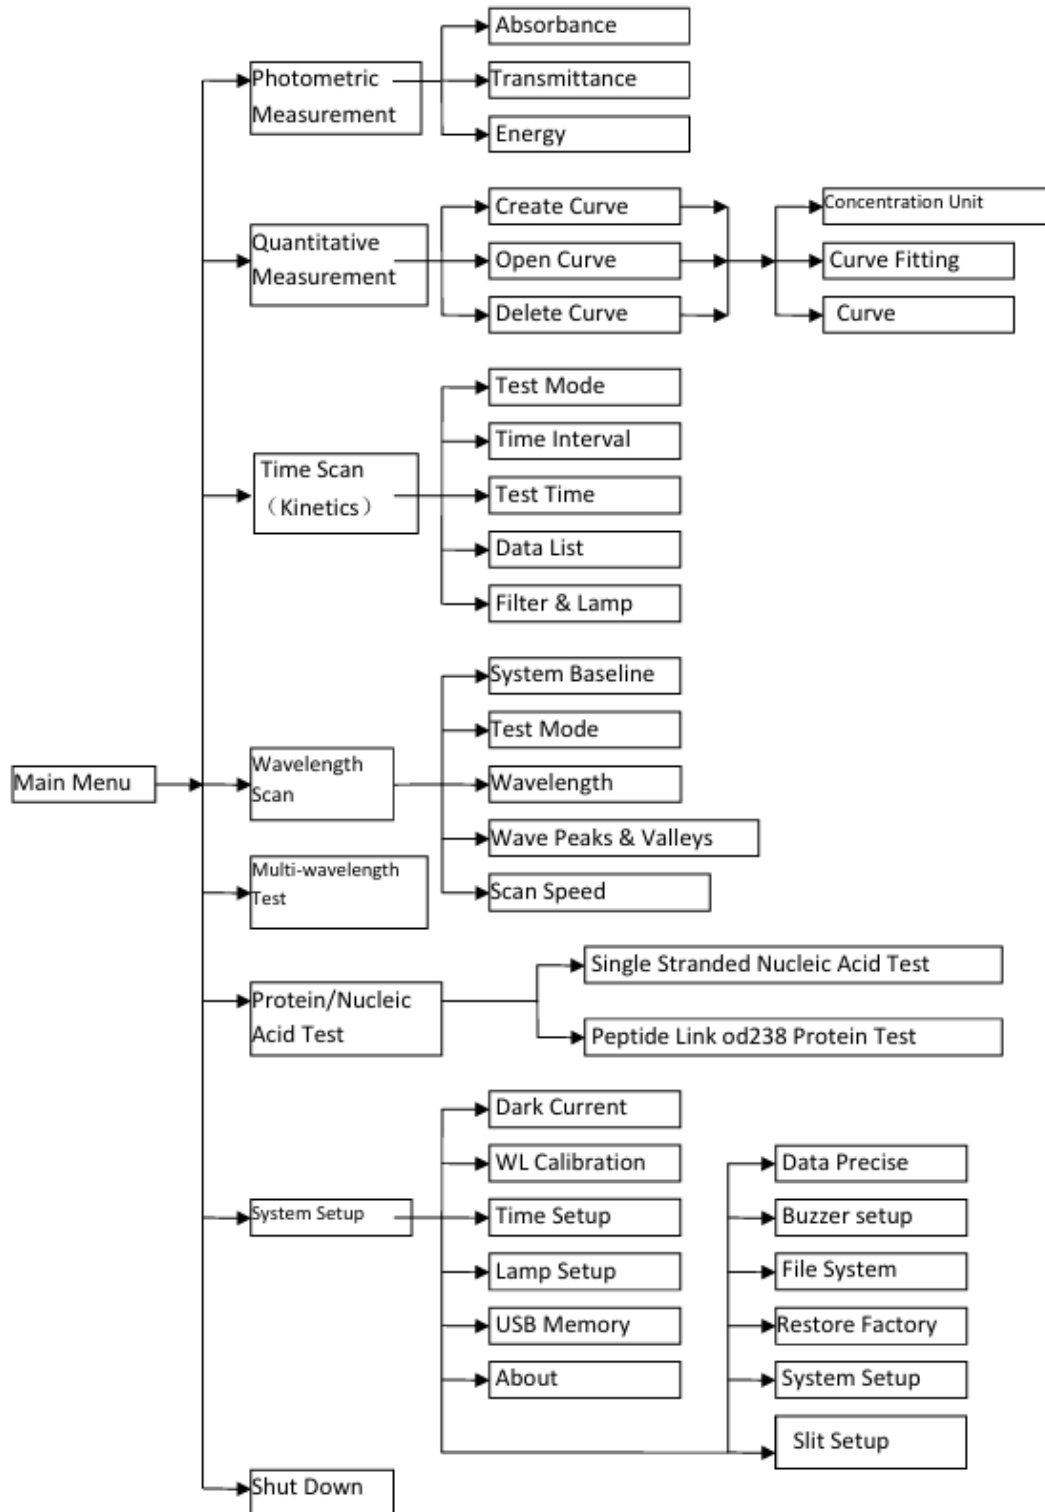 Absorbance
Photometric
Measurement
Transmittance
Energy
Create Curve
Concentration Unit
Quantitative
Measurement
Open Curve
Curve Fitting
Delete Curve
Curve
Test Mode
Time Interval
Time Scan
（Kinetics）
Test Time
Data List
Filter & Lamp
System Baseline
Test Mode
Main Menu
Wavelength
Scan
Wavelength
Wave Peaks & Valleys
Multi-wavelength
Test
Scan Speed
Single Stranded Nucleic Acid Test
Protein/Nucleic
Acid Test
Peptide Link od238 Protein Test
Dark Current
WL Calibration
Data Precise
System Setup
Time Setup
Buzzer setup
Lamp Setup
File System
USB Memory
Restore Factory
About
System Setup
Slit Setup
Shut Down